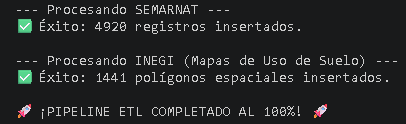 --- Procesando SEMARNAT ---
✅ Éxito: 4920 registros insertados.
--- Procesando INEGI (Mapas de Uso de Suelo) ---
✅ Éxito: 1441 polígonos espaciales insertados.
🚀 ¡PIPELINE ETL COMPLETADO AL 100%! 🚀